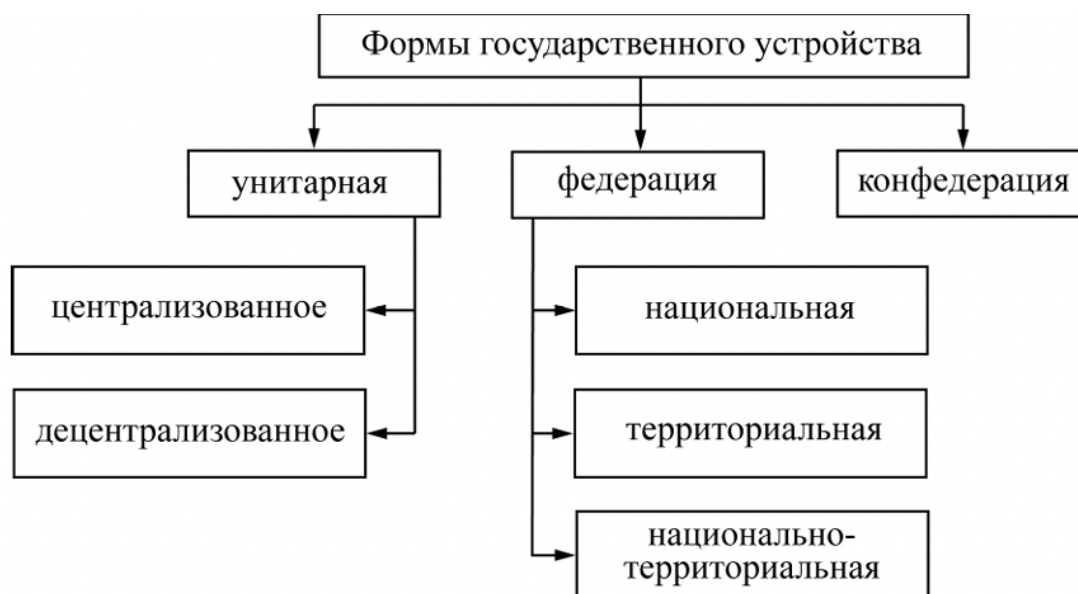 Формы государственного устройства
унитарная
федерация
конфедерация
централизованное
национальная
децентрализованное
территориальная
национально-
территориальная